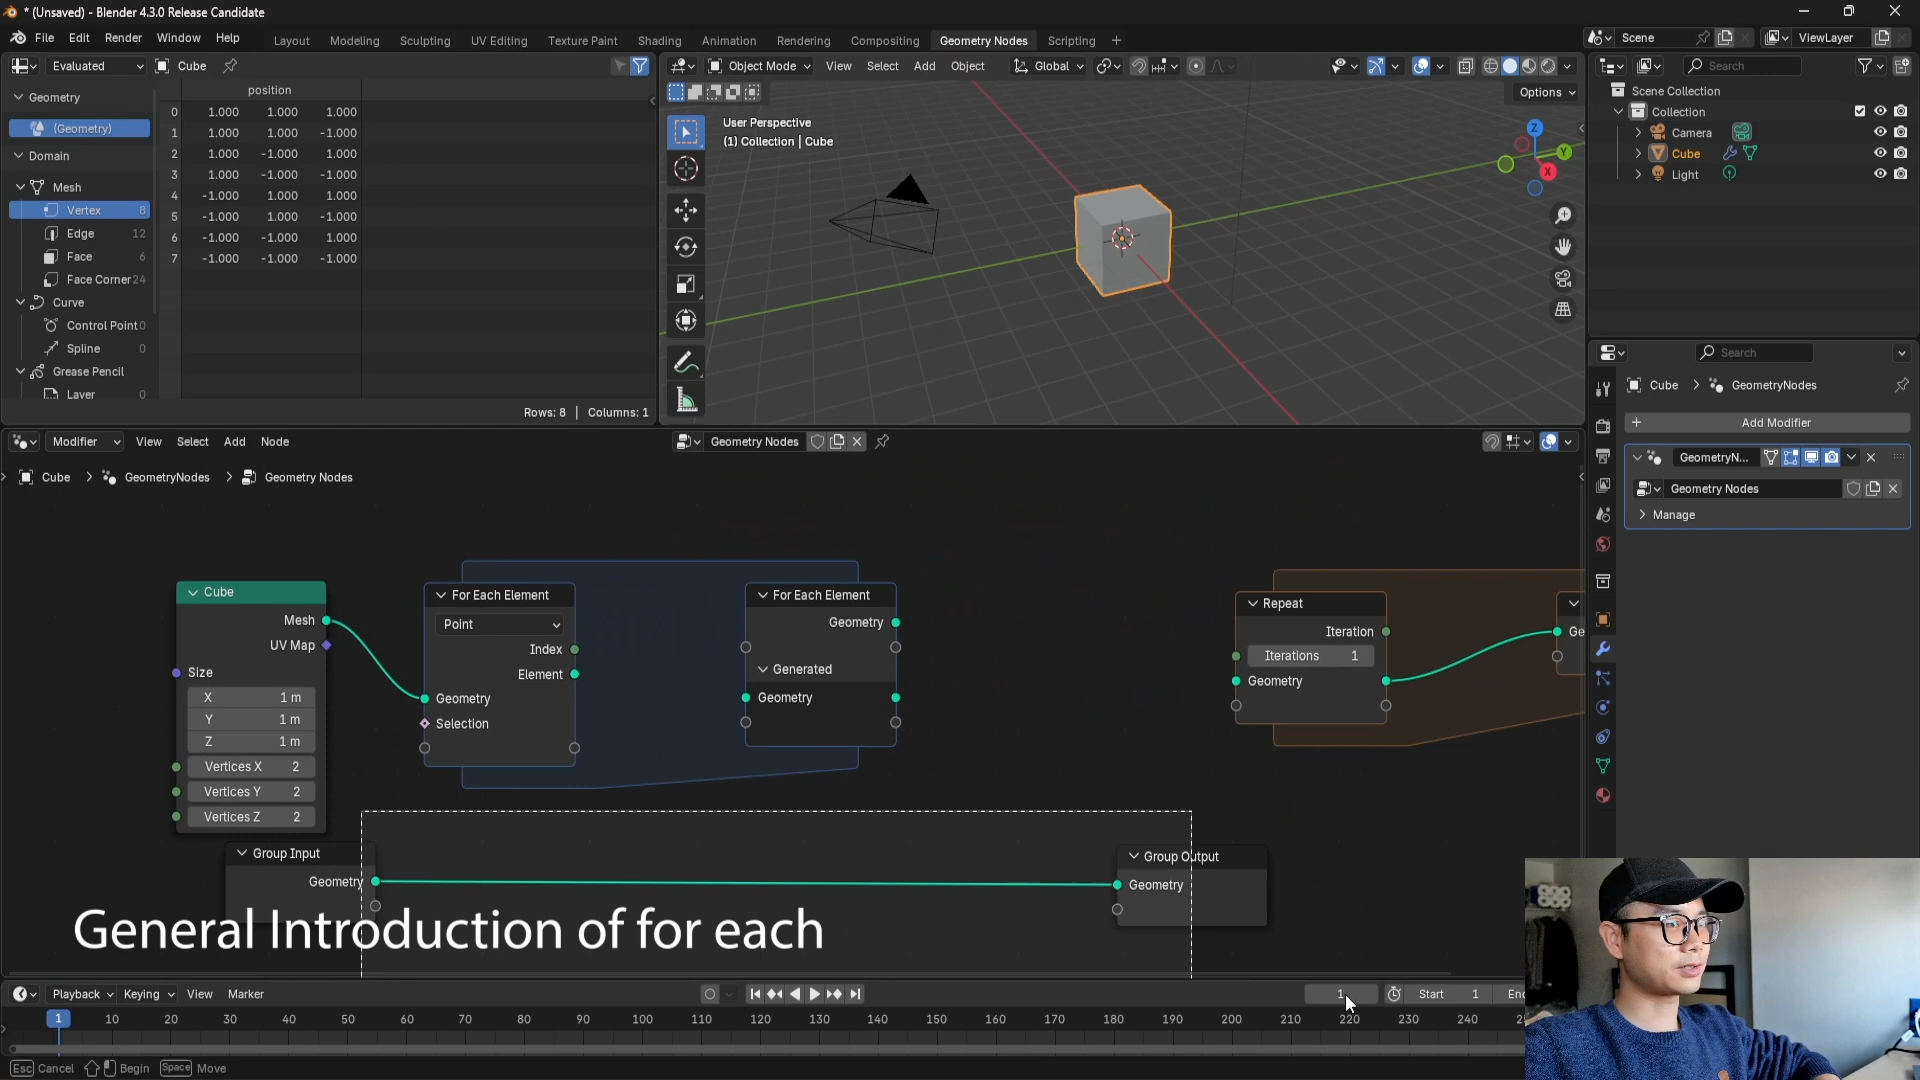 * (Unsaved) - Blender 4.3.0 Release Candidate
File Edit Render Window Help
Layout Modeling Sculpting UV Editing Texture Paint Shading Animation Rendering Compositing Geometry Nodes Scripting +
Scene ViewLayer
Evaluated Cube
Object Mode View Select Add Object Global
Search
Options
Geometry
(Geometry)
Domain
Mesh
Vertex 8
Edge 12
Face 6
Face Corner 24
Curve
Control Point 0
Spline 0
Grease Pencil
Layer 0
position
0 1.000 1.000 1.000
1 1.000 1.000 -1.000
2 1.000 -1.000 1.000
3 1.000 -1.000 -1.000
4 -1.000 1.000 1.000
5 -1.000 1.000 -1.000
6 -1.000 -1.000 1.000
7 -1.000 -1.000 -1.000
Rows: 8 | Columns: 1
User Perspective
(1) Collection | Cube
Z
Y
X
Scene Collection
Collection
Camera
Cube
Light
Search
Cube > GeometryNodes
+ Add Modifier
GeometryN...
Geometry Nodes
Manage
Modifier View Select Add Node
Geometry Nodes
Cube > GeometryNodes > Geometry Nodes
Cube
Mesh
UV Map
Size
X 1 m
Y 1 m
Z 1 m
Vertices X 2
Vertices Y 2
Vertices Z 2
For Each Element
Point
Index
Element
Geometry
Selection
For Each Element
Geometry
Generated
Geometry
Repeat
Iteration
Iterations 1
Geometry
Ge
Group Input
Geometry
Group Output
Geometry
General Introduction of for each
Playback Keying View Marker
1
Start 1 End
1 10 20 30 40 50 60 70 80 90 100 110 120 130 140 150 160 170 180 190 200 210 220 230 240
Esc Cancel Begin Space Move